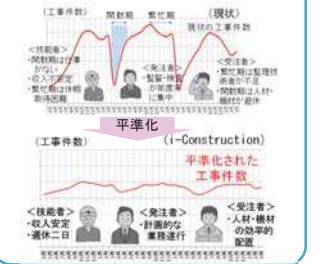 (工事件数)
閑散期
繁忙期
(現状)
現状の工事件数
<技能者>
・閑散期は仕事がない
・収入不安定
・繁忙期は休暇取得困難
<発注者>
・監督・検査が年度末に集中
<受注者>
・繁忙期は監理技術者が不足
・閑散期は人材・機材が遊休
平準化
(工事件数)
(i-Construction)
平準化された
工事件数
<技能者>
・収入安定
・週休二日
<発注者>
・計画的な
業務遂行
<受注者>
・人材・機材
の効率的
配置